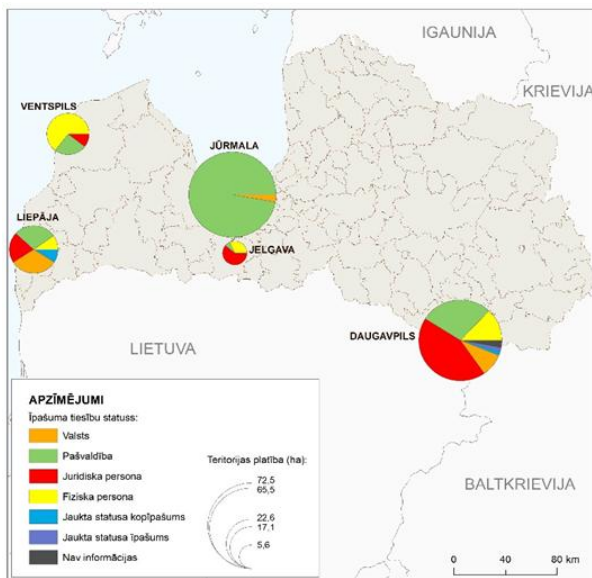 IGAUNIJA
KRIEVIJA
VENTSPILS
JŪRMALA
LIEPĀJA
JELGAVA
DAUGAVPILS
LIETUVA
BALTKRIEVIJA
APZĪMĒJUMI
Īpašuma tiesību statuss:
Valsts
Pašvaldība
Juridiska persona
Fiziska persona
Jaukta statusa kopīpašums
Jaukta statusa īpašums
Nav informācijas
Teritorijas platība (ha):
72,5
65,5
22,6
17,1
5,6
0 40 80 km